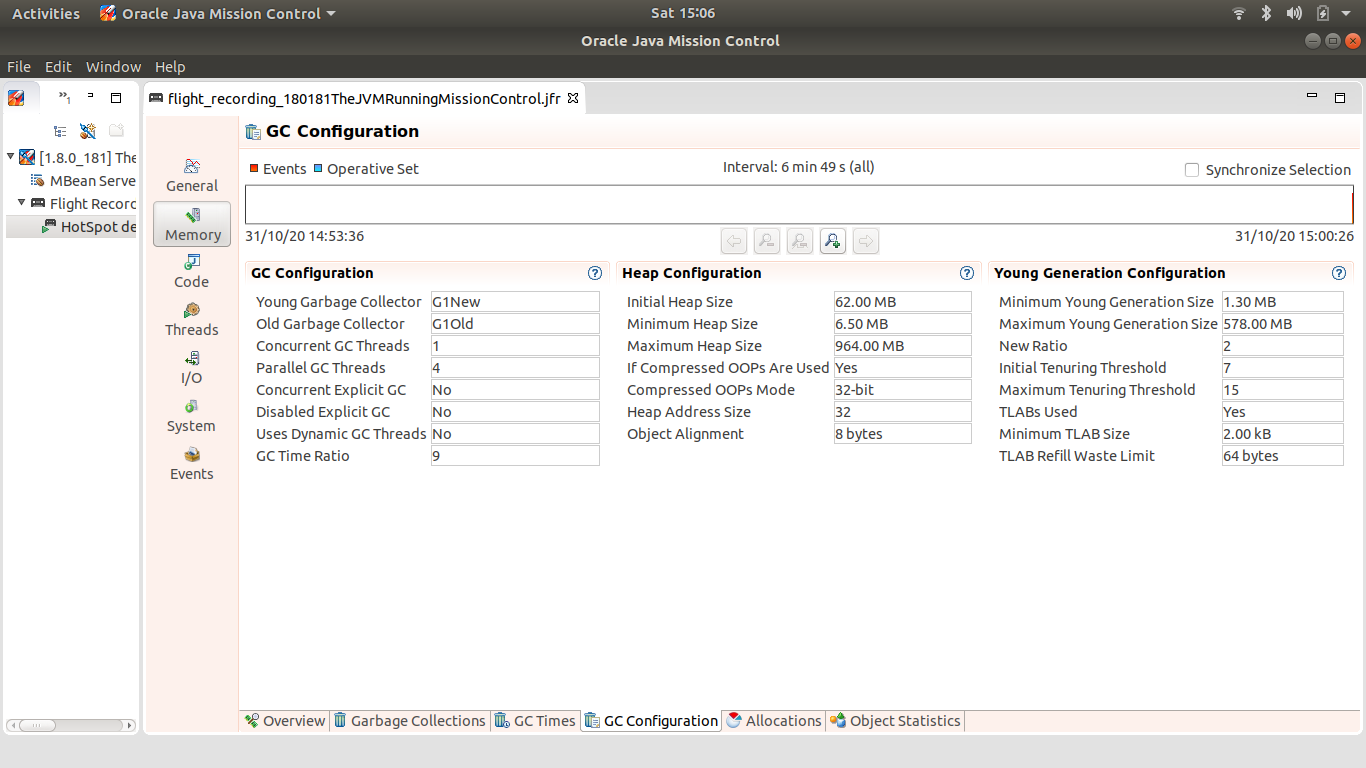 Activities Oracle Java Mission Control Sat 15:06
Oracle Java Mission Control
File Edit Window Help
»1
flight_recording_180181TheJVMRunningMissionControl.jfr
[1.8.0_181] The
MBean Serve
Flight Recorc
HotSpot de
General
Memory
Code
Threads
I/O
System
Events
GC Configuration
Events Operative Set Interval: 6 min 49 s (all) Synchronize Selection
31/10/20 14:53:36 31/10/20 15:00:26
GC Configuration ?
Young Garbage Collector G1New
Old Garbage Collector G1Old
Concurrent GC Threads 1
Parallel GC Threads 4
Concurrent Explicit GC No
Disabled Explicit GC No
Uses Dynamic GC Threads No
GC Time Ratio 9
Heap Configuration ?
Initial Heap Size 62.00 MB
Minimum Heap Size 6.50 MB
Maximum Heap Size 964.00 MB
If Compressed OOPs Are Used Yes
Compressed OOPs Mode 32-bit
Heap Address Size 32
Object Alignment 8 bytes
Young Generation Configuration ?
Minimum Young Generation Size 1.30 MB
Maximum Young Generation Size 578.00 MB
New Ratio 2
Initial Tenuring Threshold 7
Maximum Tenuring Threshold 15
TLABs Used Yes
Minimum TLAB Size 2.00 kB
TLAB Refill Waste Limit 64 bytes
Overview Garbage Collections GC Times GC Configuration Allocations Object Statistics